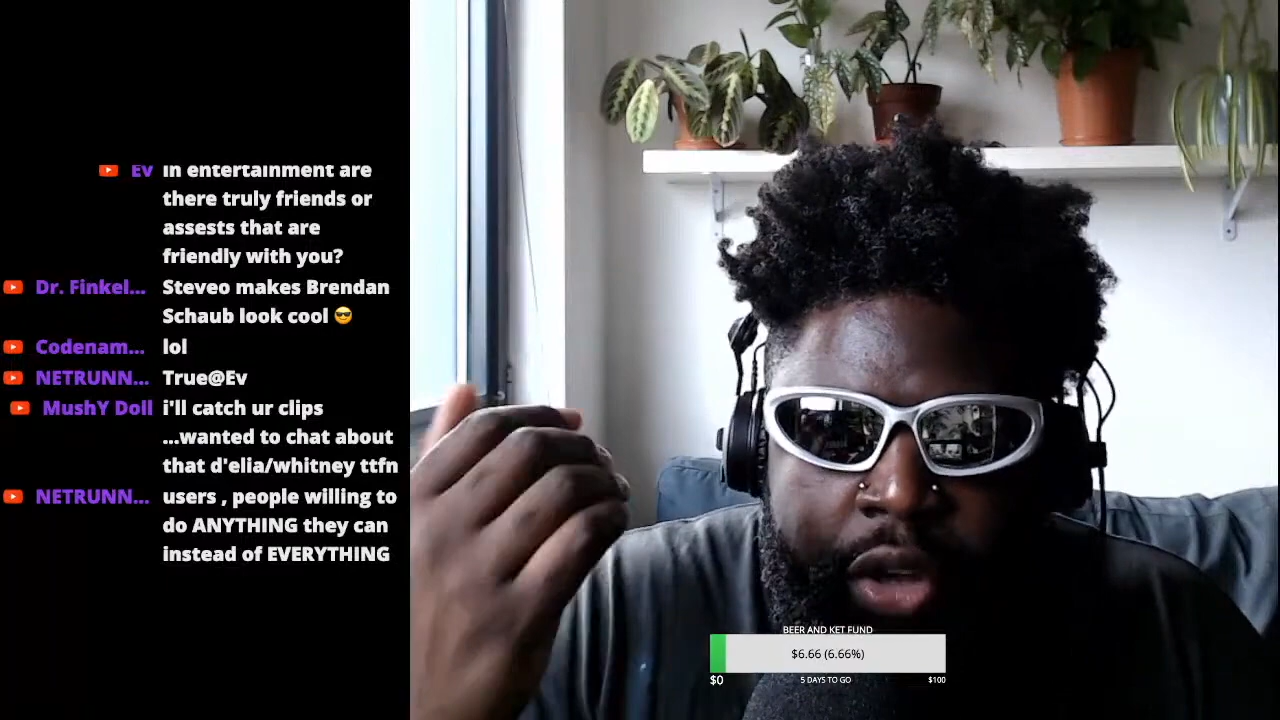 Ev in entertainment are
there truly friends or
assests that are
friendly with you?
Dr. Finkel... Steveo makes Brendan
Schaub look cool 😎
Codenam... lol
NETRUNN... True@Ev
MushY Doll i'll catch ur clips
...wanted to chat about
that d'elia/whitney ttfn
NETRUNN... users , people willing to
do ANYTHING they can
instead of EVERYTHING
BEER AND KET FUND
$6.66 (6.66%)
$0 5 DAYS TO GO $100